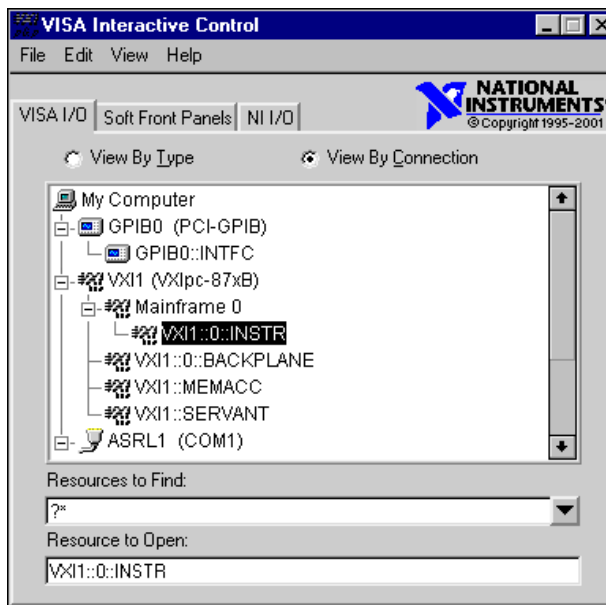 VISA Interactive Control
File Edit View Help
NATIONAL
INSTRUMENTS®
© Copyright 1995-2001
VISA I/O Soft Front Panels NI I/O
View By Type View By Connection
My Computer
GPIB0 (PCI-GPIB)
GPIB0::INTFC
VXI1 (VXIpc-87xB)
Mainframe 0
VXI1::0::INSTR
VXI1::0::BACKPLANE
VXI1::MEMACC
VXI1::SERVANT
ASRL1 (COM1)
Resources to Find:
?*
Resource to Open:
VXI1::0::INSTR